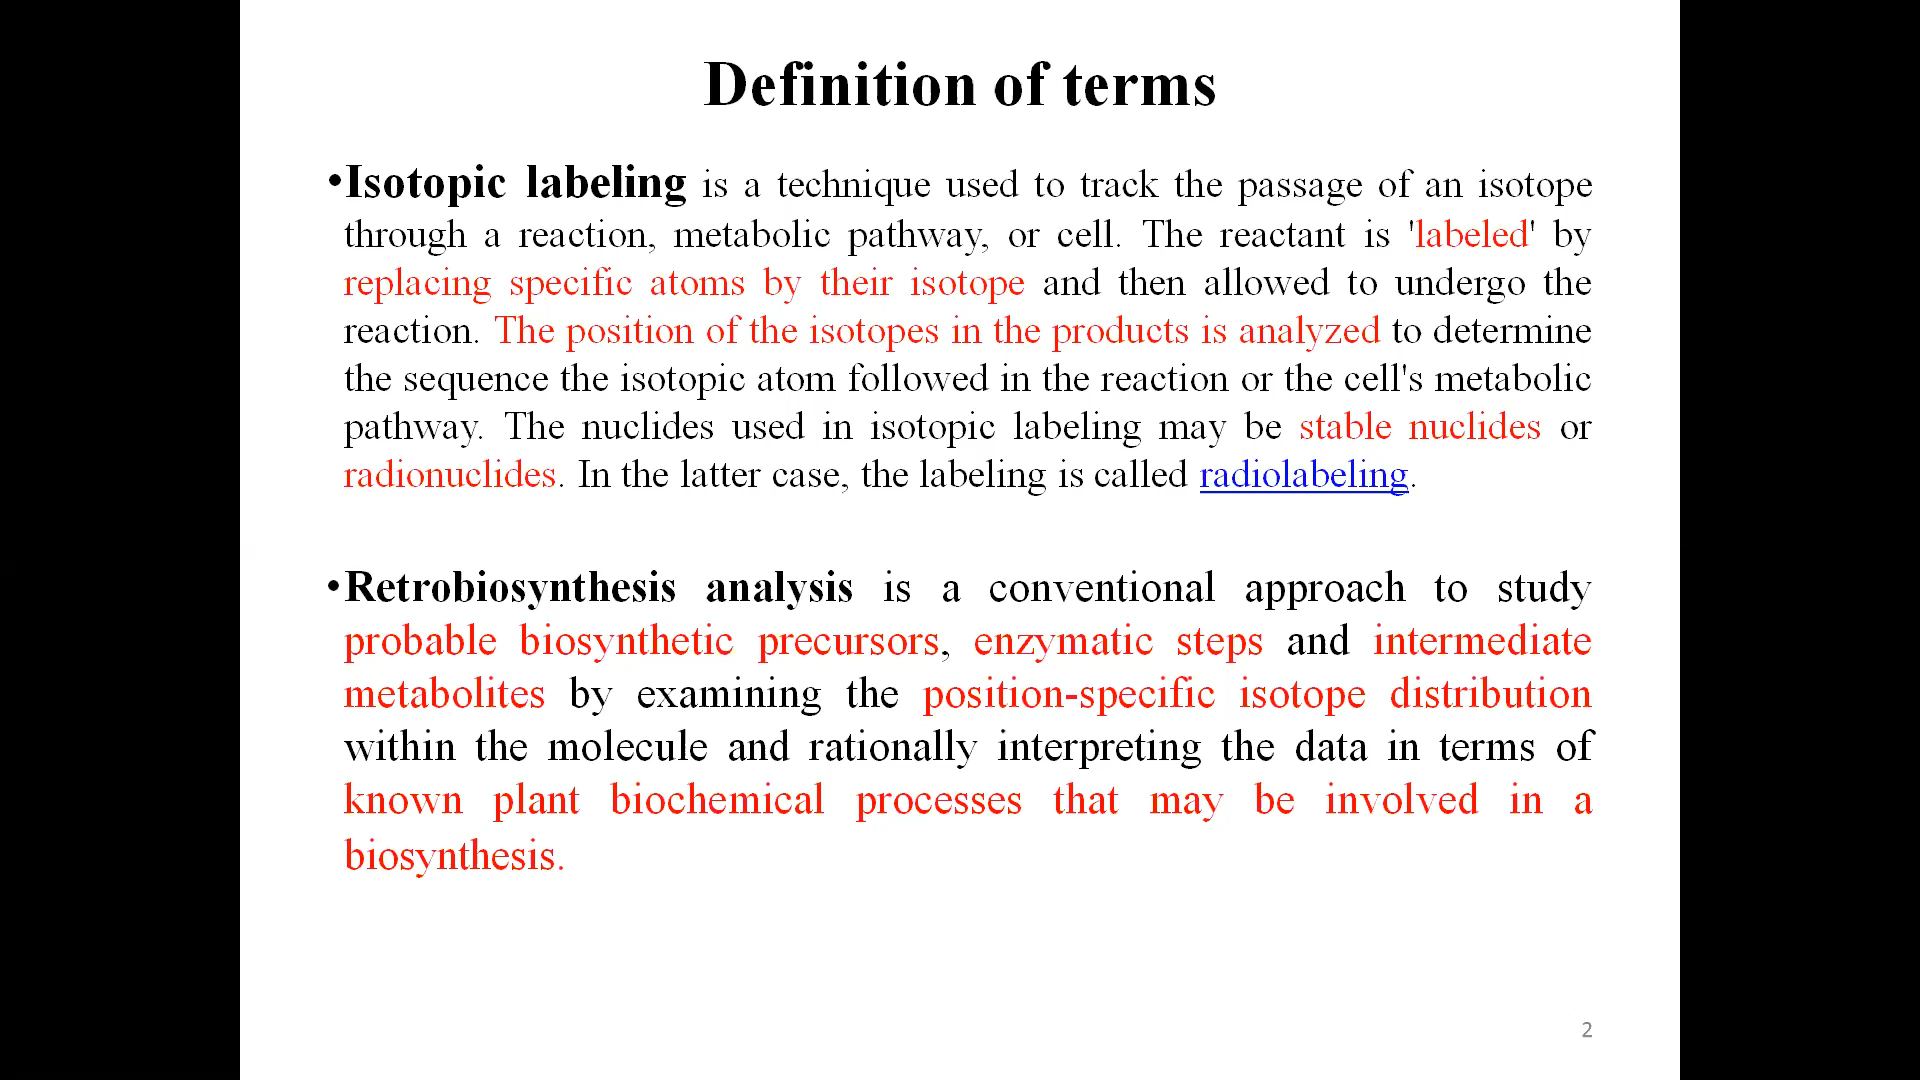 Definition of terms
•Isotopic labeling is a technique used to track the passage of an isotope
through a reaction, metabolic pathway, or cell. The reactant is 'labeled' by
replacing specific atoms by their isotope and then allowed to undergo the
reaction. The position of the isotopes in the products is analyzed to determine
the sequence the isotopic atom followed in the reaction or the cell's metabolic
pathway. The nuclides used in isotopic labeling may be stable nuclides or
radionuclides. In the latter case, the labeling is called radiolabeling.
•Retrobiosynthesis analysis is a conventional approach to study
probable biosynthetic precursors, enzymatic steps and intermediate
metabolites by examining the position-specific isotope distribution
within the molecule and rationally interpreting the data in terms of
known plant biochemical processes that may be involved in a
biosynthesis.
2